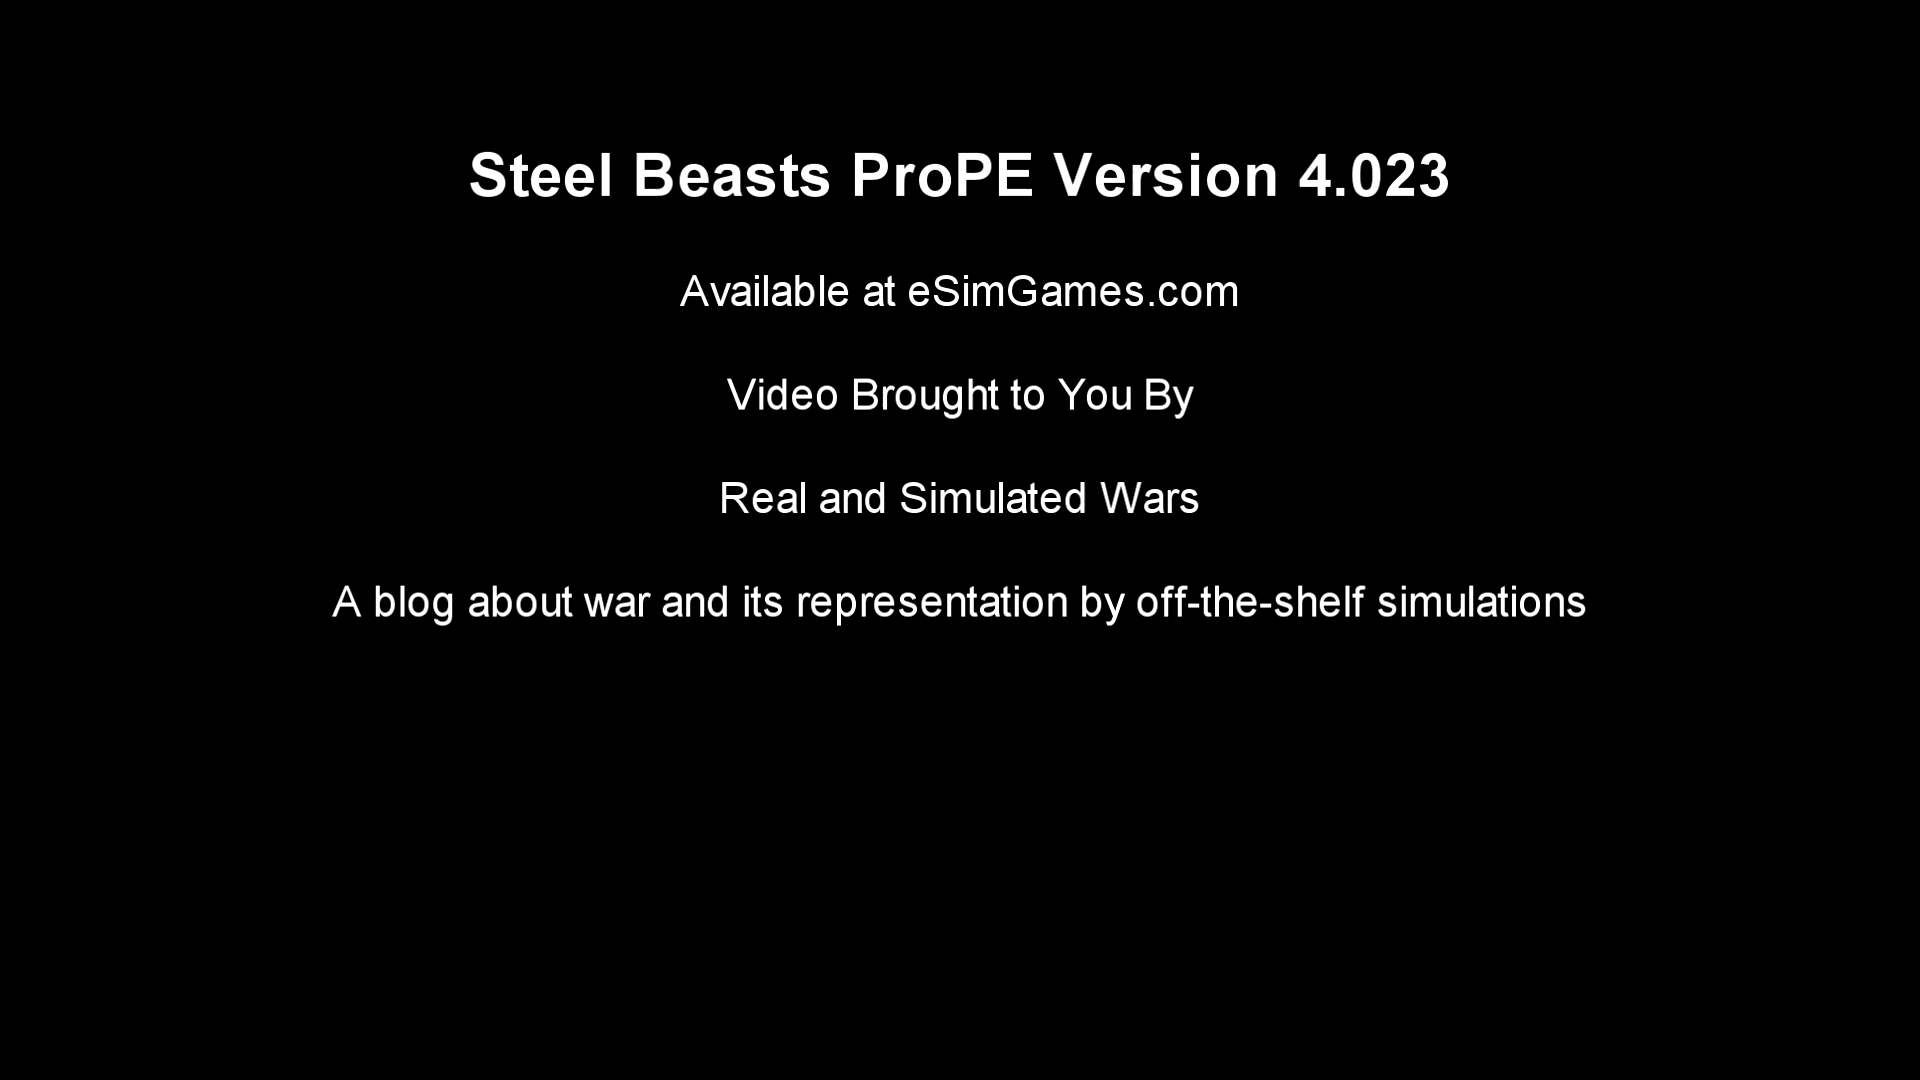 Steel Beasts ProPE Version 4.023
Available at eSimGames.com
Video Brought to You By
Real and Simulated Wars
A blog about war and its representation by off-the-shelf simulations